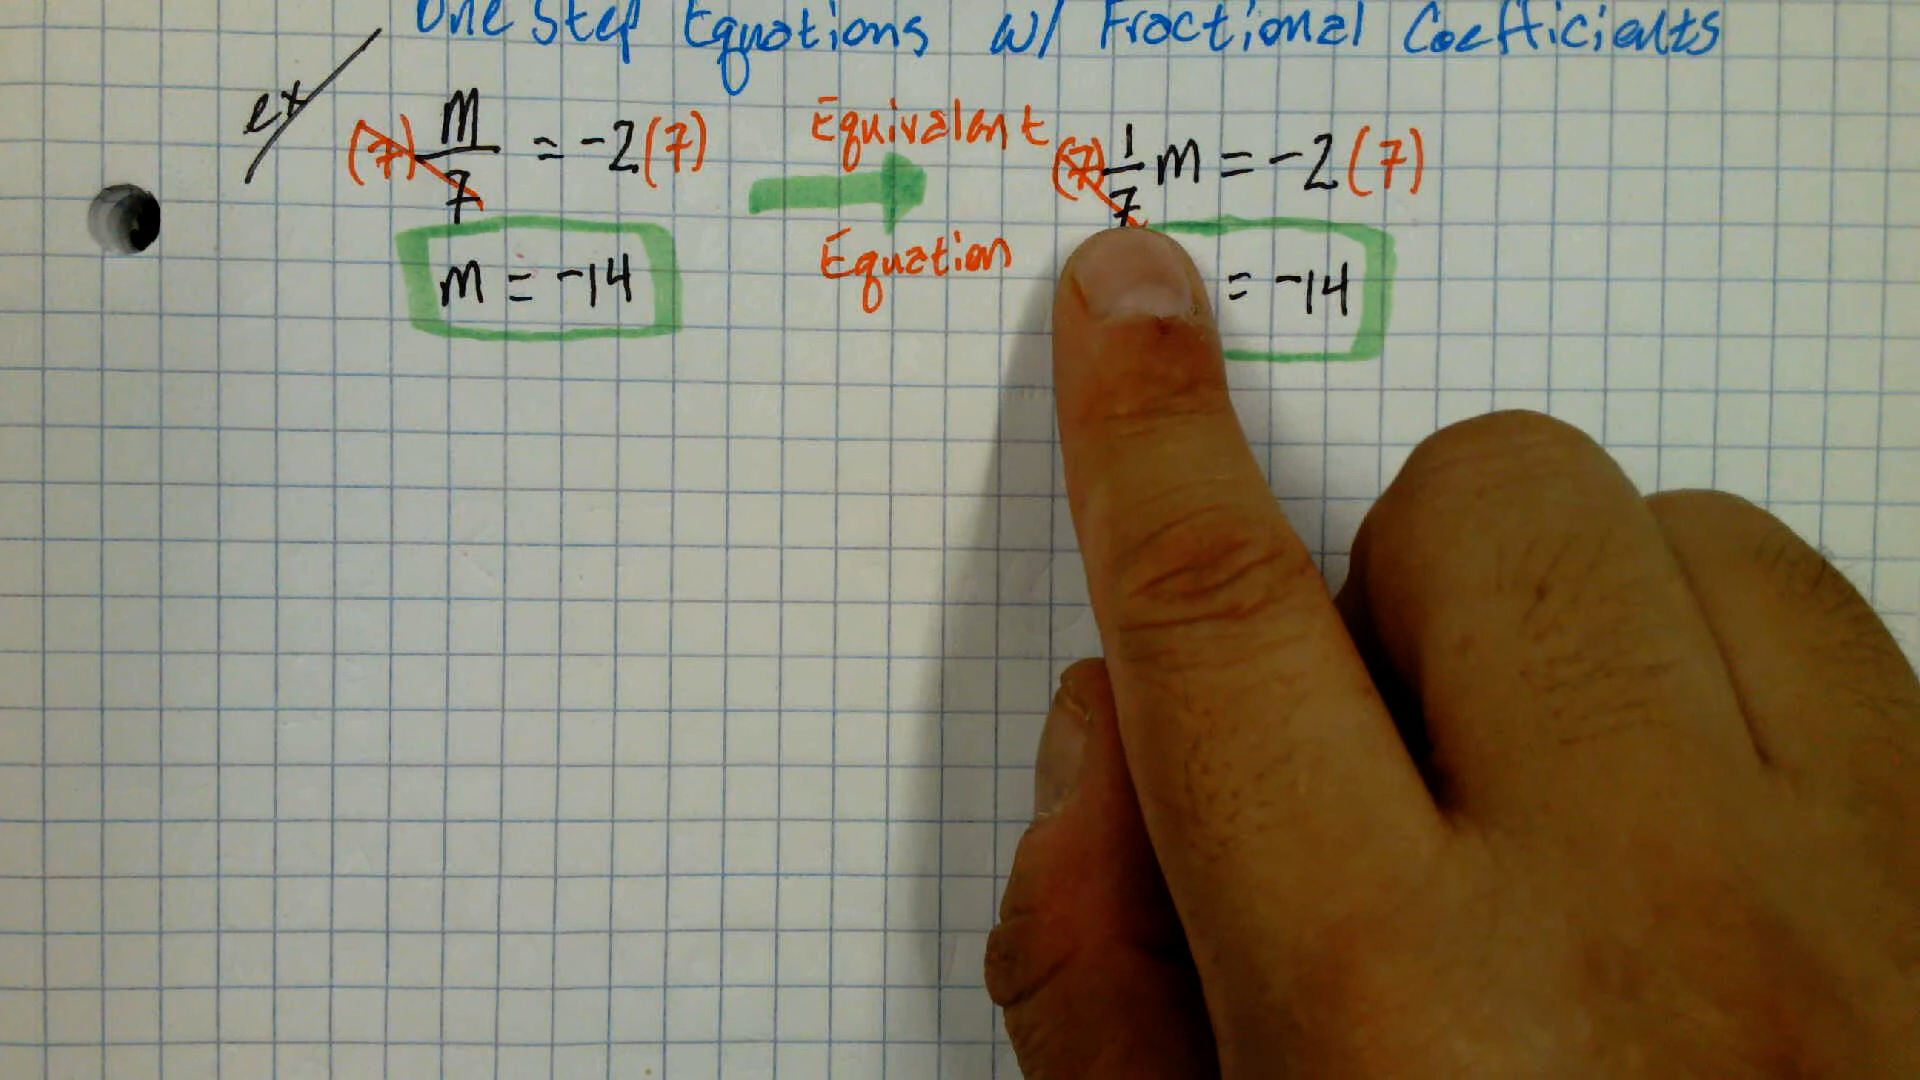 One Step Equations w/ Fractional Coefficients
ex
(7) m/7 = -2(7)
m = -14
Equivalent
Equation
(7) 1/7 m = -2(7)
= -14